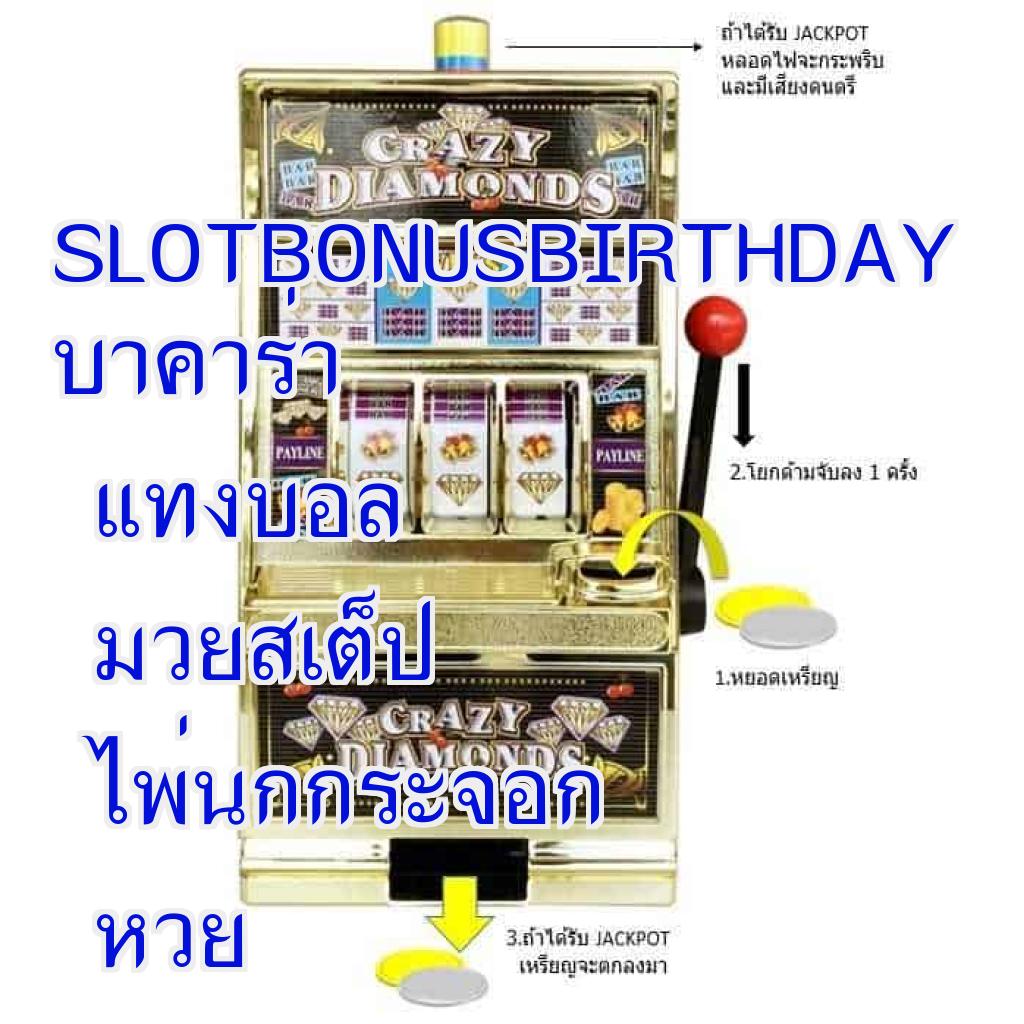 ถ้าได้รับ JACKPOT
หลอดไฟจะกระพริบ
และมีเสียงดนตรี
CRAZY
DIAMONDS
SLOTBONUSBIRTHDAY
บาคาร่า
PAYLINE
PAYLINE
2.โยกด้ามจับลง 1 ครั้ง
แทงบอล
มวยสเต็ป
1.หยอดเหรียญ
CRAZY
DIAMONDS
ไพ่นกกระจอก
หวย
3.ถ้าได้รับ JACKPOT
เหรียญจะตกลงมา